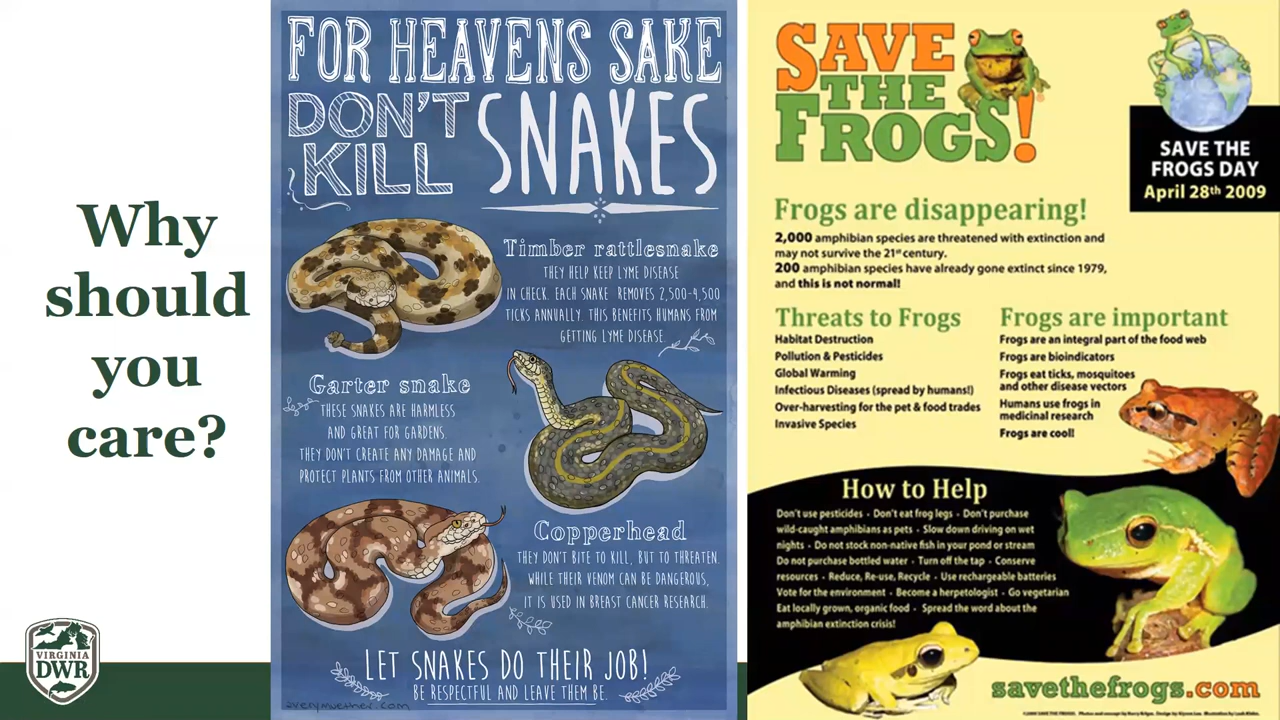 Why
should
you
care?
VIRGINIA
DWR
FOR HEAVENS SAKE
DON'T
KILL
SNAKES
Timber rattlesnake
THEY HELP KEEP LYME DISEASE
IN CHECK. EACH SNAKE REMOVES 2,500-4,500
TICKS ANNUALLY. THIS BENEFITS HUMANS FROM
GETTING LYME DISEASE.
Garter snake
THESE SNAKES ARE HARMLESS
AND GREAT FOR GARDENS.
THEY DON'T CREATE ANY DAMAGE AND
PROTECT PLANTS FROM OTHER ANIMALS.
Copperhead
THEY DON'T BITE TO KILL, BUT TO THREATEN.
WHILE THEIR VENOM CAN BE DANGEROUS,
IT IS USED IN BREAST CANCER RESEARCH.
LET SNAKES DO THEIR JOB!
BE RESPECTFUL AND LEAVE THEM BE.
SAVE
THE
FROGS!
SAVE THE
FROGS DAY
April 28th 2009
Frogs are disappearing!
2,000 amphibian species are threatened with extinction and
may not survive the 21st century.
200 amphibian species have already gone extinct since 1979,
and this is not normal!
Threats to Frogs
Habitat Destruction
Pollution & Pesticides
Global Warming
Infectious Diseases (spread by humans!)
Over-harvesting for the pet & food trades
Invasive Species
Frogs are important
Frogs are an integral part of the food web
Frogs are bioindicators
Frogs eat ticks, mosquitoes
and other disease vectors
Humans use frogs in
medicinal research
Frogs are cool!
How to Help
Don't use pesticides • Don't eat frog legs • Don't purchase
wild-caught amphibians as pets • Slow down driving on wet
nights • Do not stock non-native fish in your pond or stream
Do not purchase bottled water • Turn off the tap • Conserve
resources • Reduce, Re-use, Recycle • Use rechargeable batteries
Vote for the environment • Become a herpetologist • Go vegetarian
Eat locally grown, organic food • Spread the word about the
amphibian extinction crisis!
savethefrogs.com